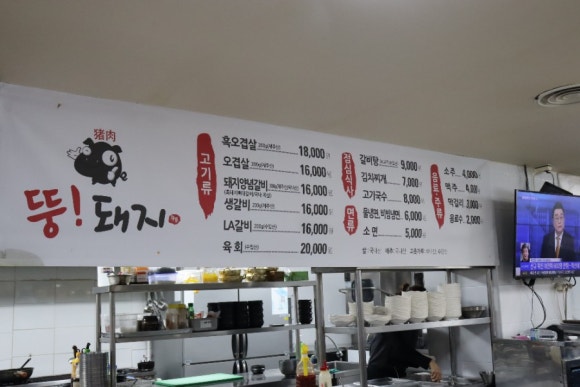 猪肉
뚱! 돼지
고기류
흑오겹살 18,000
오겹살 16,000
돼지양념갈비 16,000
생갈비 16,000
LA갈비 16,000
육회 20,000
점심식사
갈비탕 9,000
김치찌개 7,000
면류
고기국수 8,000
물냉면, 비빔냉면 6,000
소면 5,000
음료주류
소주 4,000
맥주 4,000
막걸리 2,000
음료수 2,000